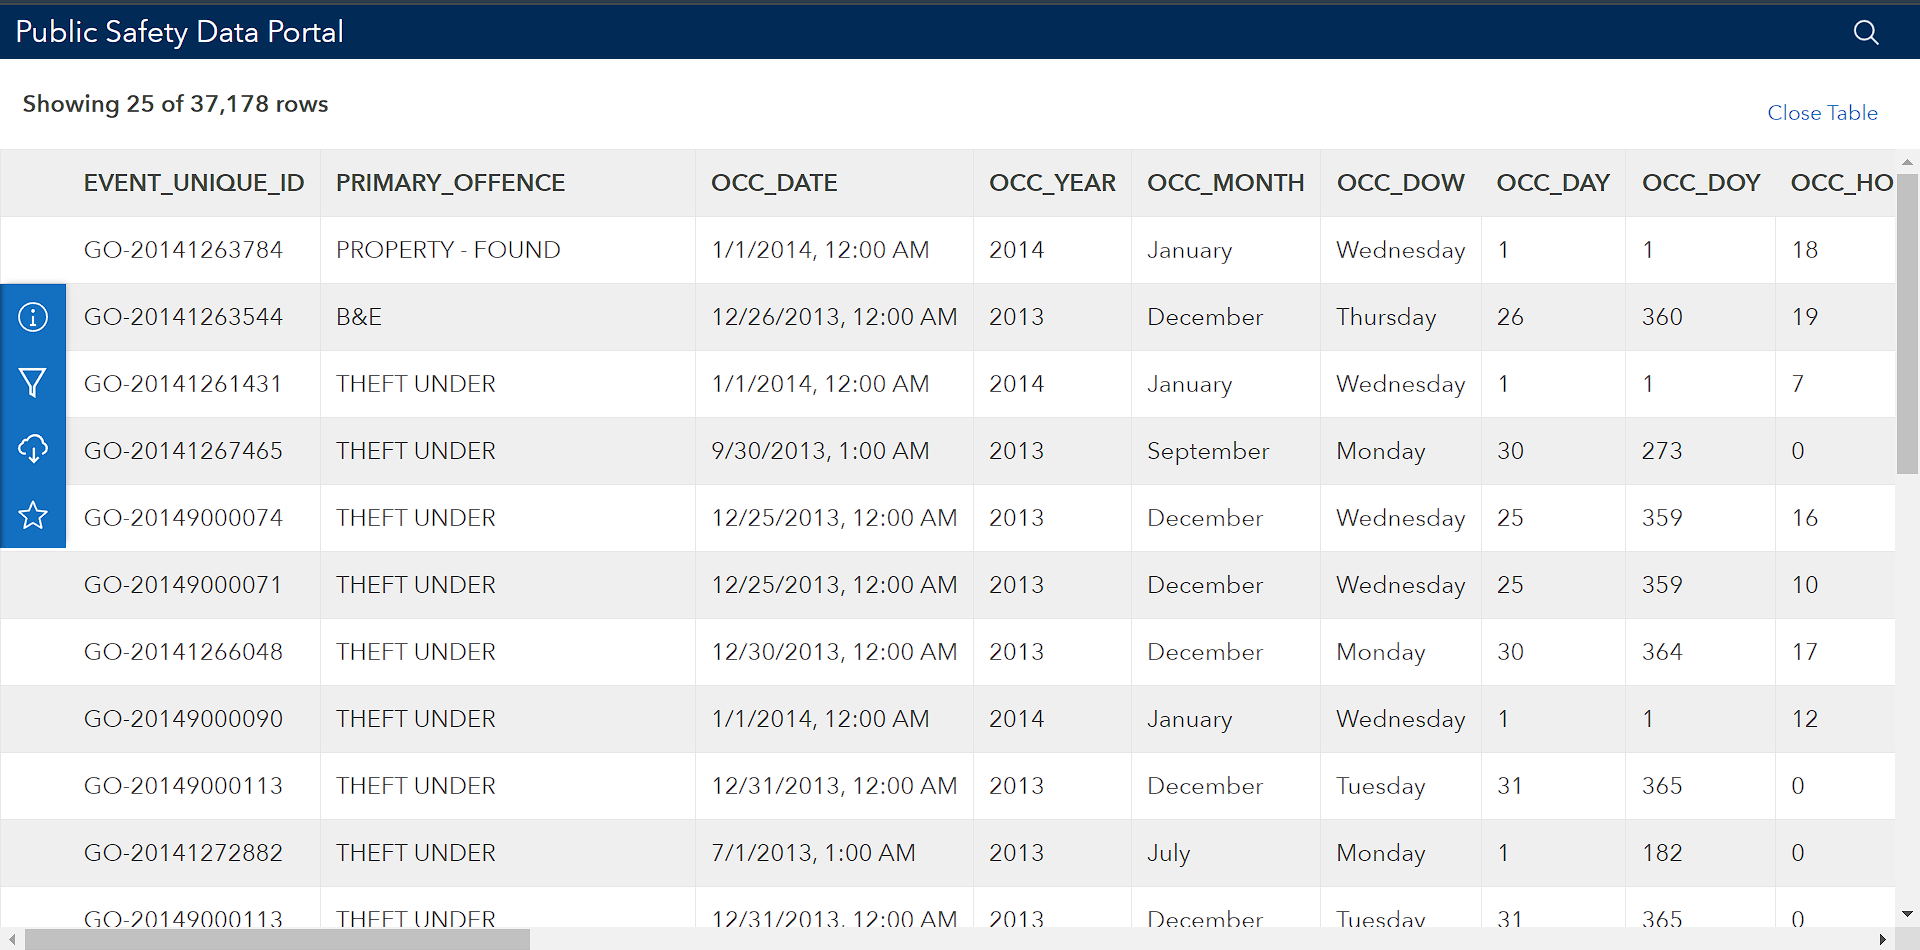 Public Safety Data Portal
Showing 25 of 37,178 rows
Close Table
EVENT_UNIQUE_ID PRIMARY_OFFENCE OCC_DATE OCC_YEAR OCC_MONTH OCC_DOW OCC_DAY OCC_DOY OCC_HO
GO-20141263784 PROPERTY - FOUND 1/1/2014, 12:00 AM 2014 January Wednesday 1 1 18
GO-20141263544 B&E 12/26/2013, 12:00 AM 2013 December Thursday 26 360 19
GO-20141261431 THEFT UNDER 1/1/2014, 12:00 AM 2014 January Wednesday 1 1 7
GO-20141267465 THEFT UNDER 9/30/2013, 1:00 AM 2013 September Monday 30 273 0
GO-20149000074 THEFT UNDER 12/25/2013, 12:00 AM 2013 December Wednesday 25 359 16
GO-20149000071 THEFT UNDER 12/25/2013, 12:00 AM 2013 December Wednesday 25 359 10
GO-20141266048 THEFT UNDER 12/30/2013, 12:00 AM 2013 December Monday 30 364 17
GO-20149000090 THEFT UNDER 1/1/2014, 12:00 AM 2014 January Wednesday 1 1 12
GO-20149000113 THEFT UNDER 12/31/2013, 12:00 AM 2013 December Tuesday 31 365 0
GO-20141272882 THEFT UNDER 7/1/2013, 1:00 AM 2013 July Monday 1 182 0
GO-20149000113 THEFT UNDER 12/31/2013, 12:00 AM 2013 December Tuesday 31 365 0